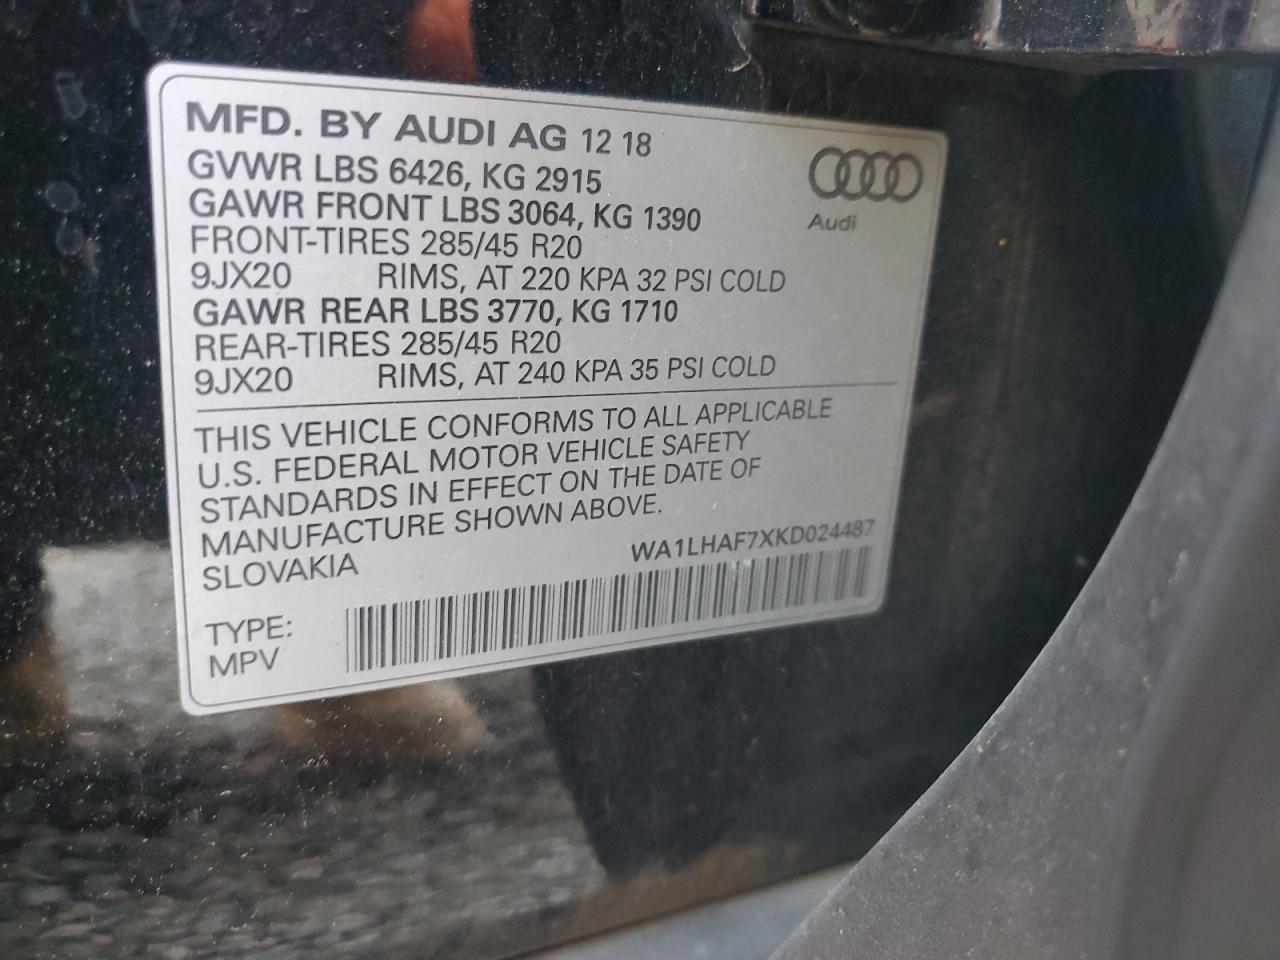 MFD. BY AUDI AG 12 18
GVWR LBS 6426, KG 2915
GAWR FRONT LBS 3064, KG 1390
FRONT-TIRES 285/45 R20
9JX20 RIMS, AT 220 KPA 32 PSI COLD
GAWR REAR LBS 3770, KG 1710
REAR-TIRES 285/45 R20
9JX20 RIMS, AT 240 KPA 35 PSI COLD
Audi
THIS VEHICLE CONFORMS TO ALL APPLICABLE
U.S. FEDERAL MOTOR VEHICLE SAFETY
STANDARDS IN EFFECT ON THE DATE OF
MANUFACTURE SHOWN ABOVE.
SLOVAKIA
WA1LHAF7XKD024487
TYPE:
MPV